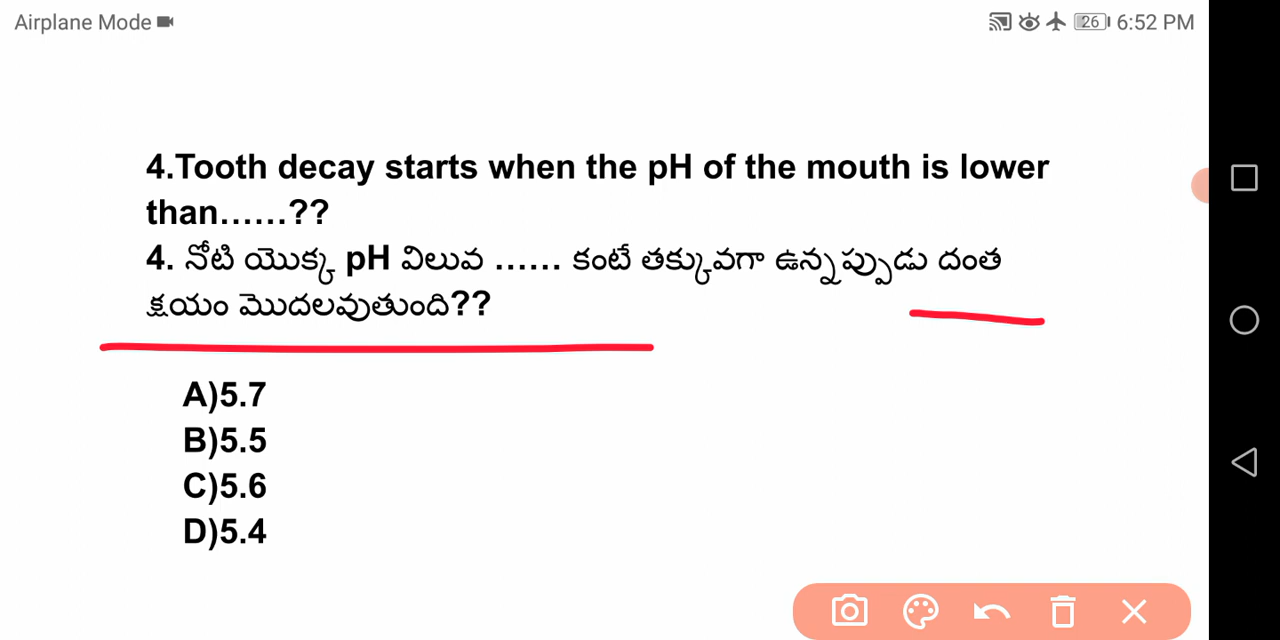 Airplane Mode
26 6:52 PM
4.Tooth decay starts when the pH of the mouth is lower
than......??
4. నోటి యొక్క pH విలువ ...... కంటే తక్కువగా ఉన్నప్పుడు దంత
క్షయం మొదలవుతుంది??
A)5.7
B)5.5
C)5.6
D)5.4